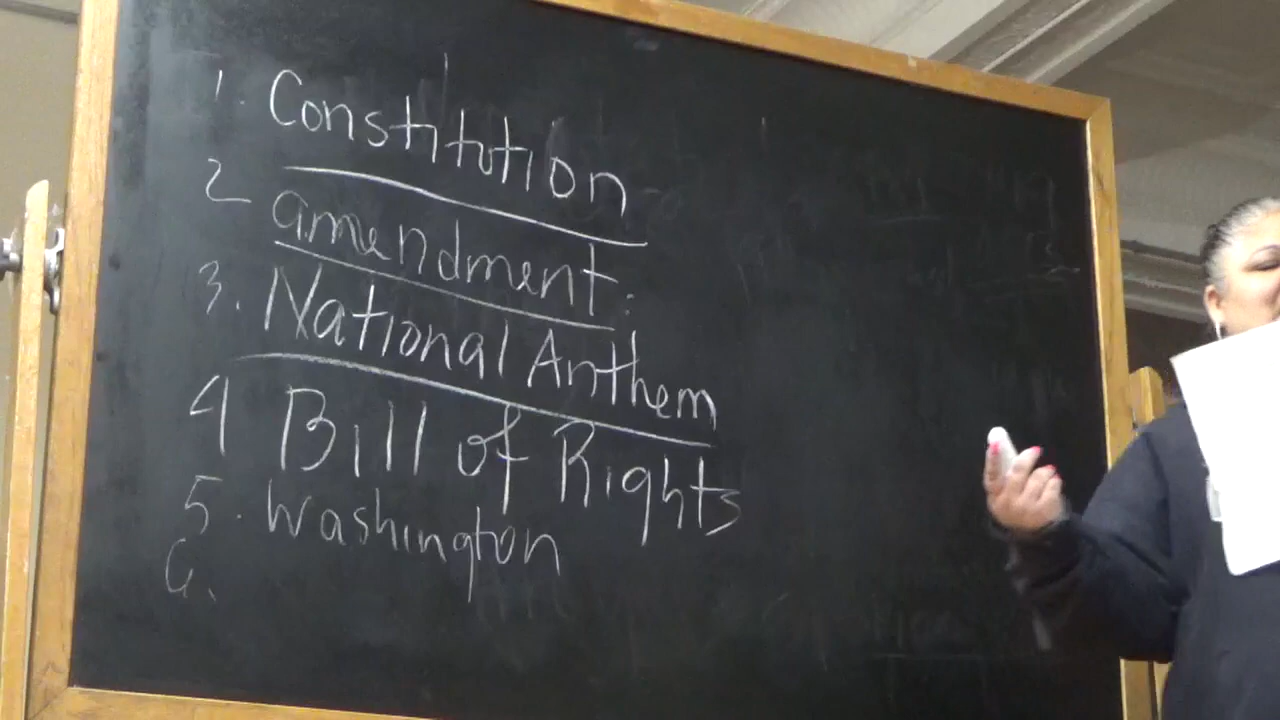 1. Constitution
2 amendment:
3. National Anthem
4 Bill of Rights
5. Washington
6.